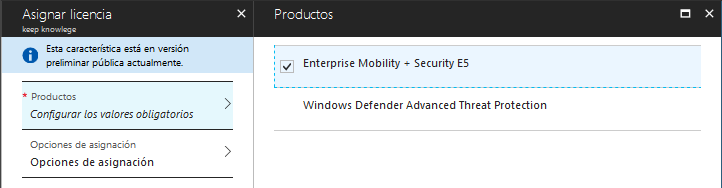 Asignar licencia
keep knowlege
Esta característica está en versión
preliminar pública actualmente.
* Productos
Configurar los valores obligatorios
Opciones de asignación
Opciones de asignación
Productos
Enterprise Mobility + Security E5
Windows Defender Advanced Threat Protection